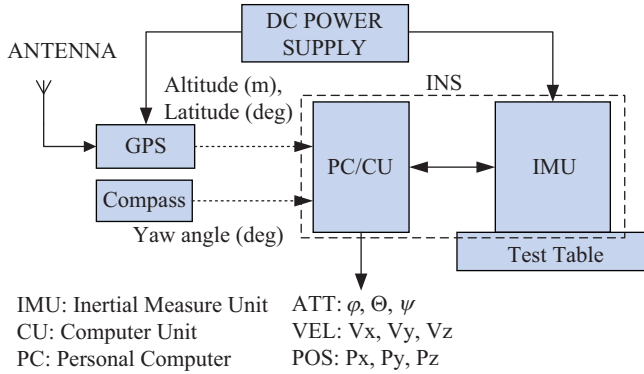 DC POWER
SUPPLY
ANTENNA
Altitude (m),
Latitude (deg)
INS
GPS
PC/CU
IMU
Compass
Yaw angle (deg)
Test Table
IMU: Inertial Measure Unit
CU: Computer Unit
PC: Personal Computer
ATT: φ, Θ, ψ
VEL: Vx, Vy, Vz
POS: Px, Py, Pz